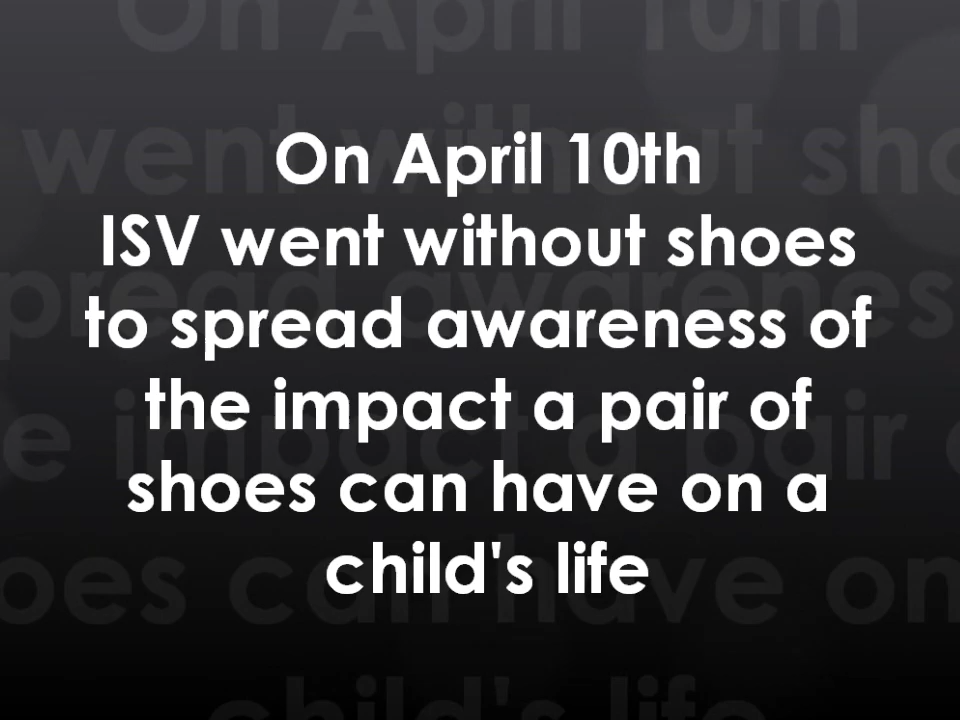 On April 10th
ISV went without shoes
to spread awareness of
the impact a pair of
shoes can have on a
child's life